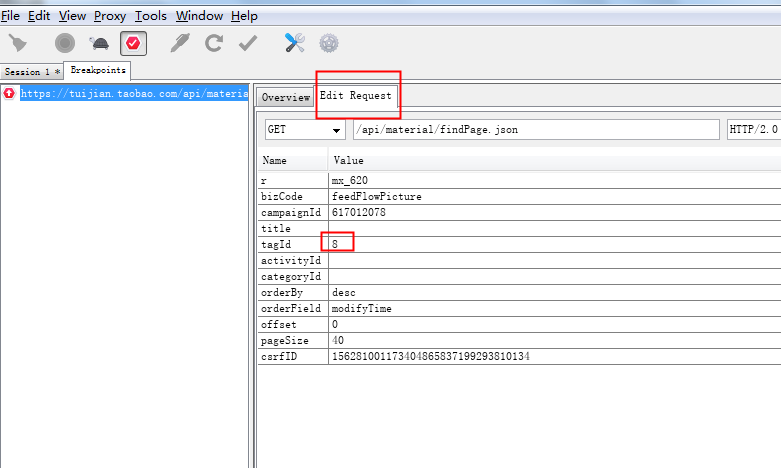 File Edit View Proxy Tools Window Help
Session 1 * Breakpoints
https://tuijian.taobao.com/api/materia
Overview Edit Request
GET /api/material/findPage.json HTTP/2.0
Name Value
r mx_620
bizCode feedFlowPicture
campaignId 617012078
title
tagId 8
activityId
categoryId
orderBy desc
orderField modifyTime
offset 0
pageSize 40
csrfID 15628100117340486583719929381​0134